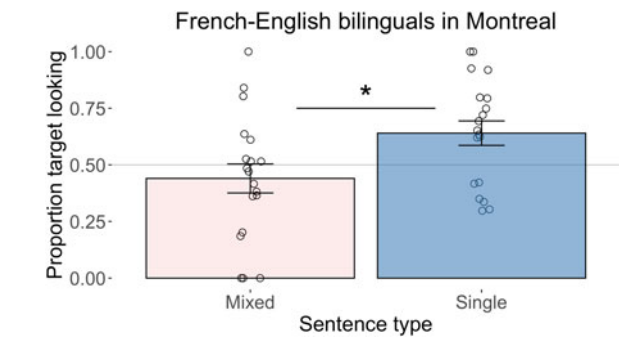 French-English bilinguals in Montreal
Proportion target looking
1.00
0.75
0.50
0.25
0.00
*
Mixed
Single
Sentence type